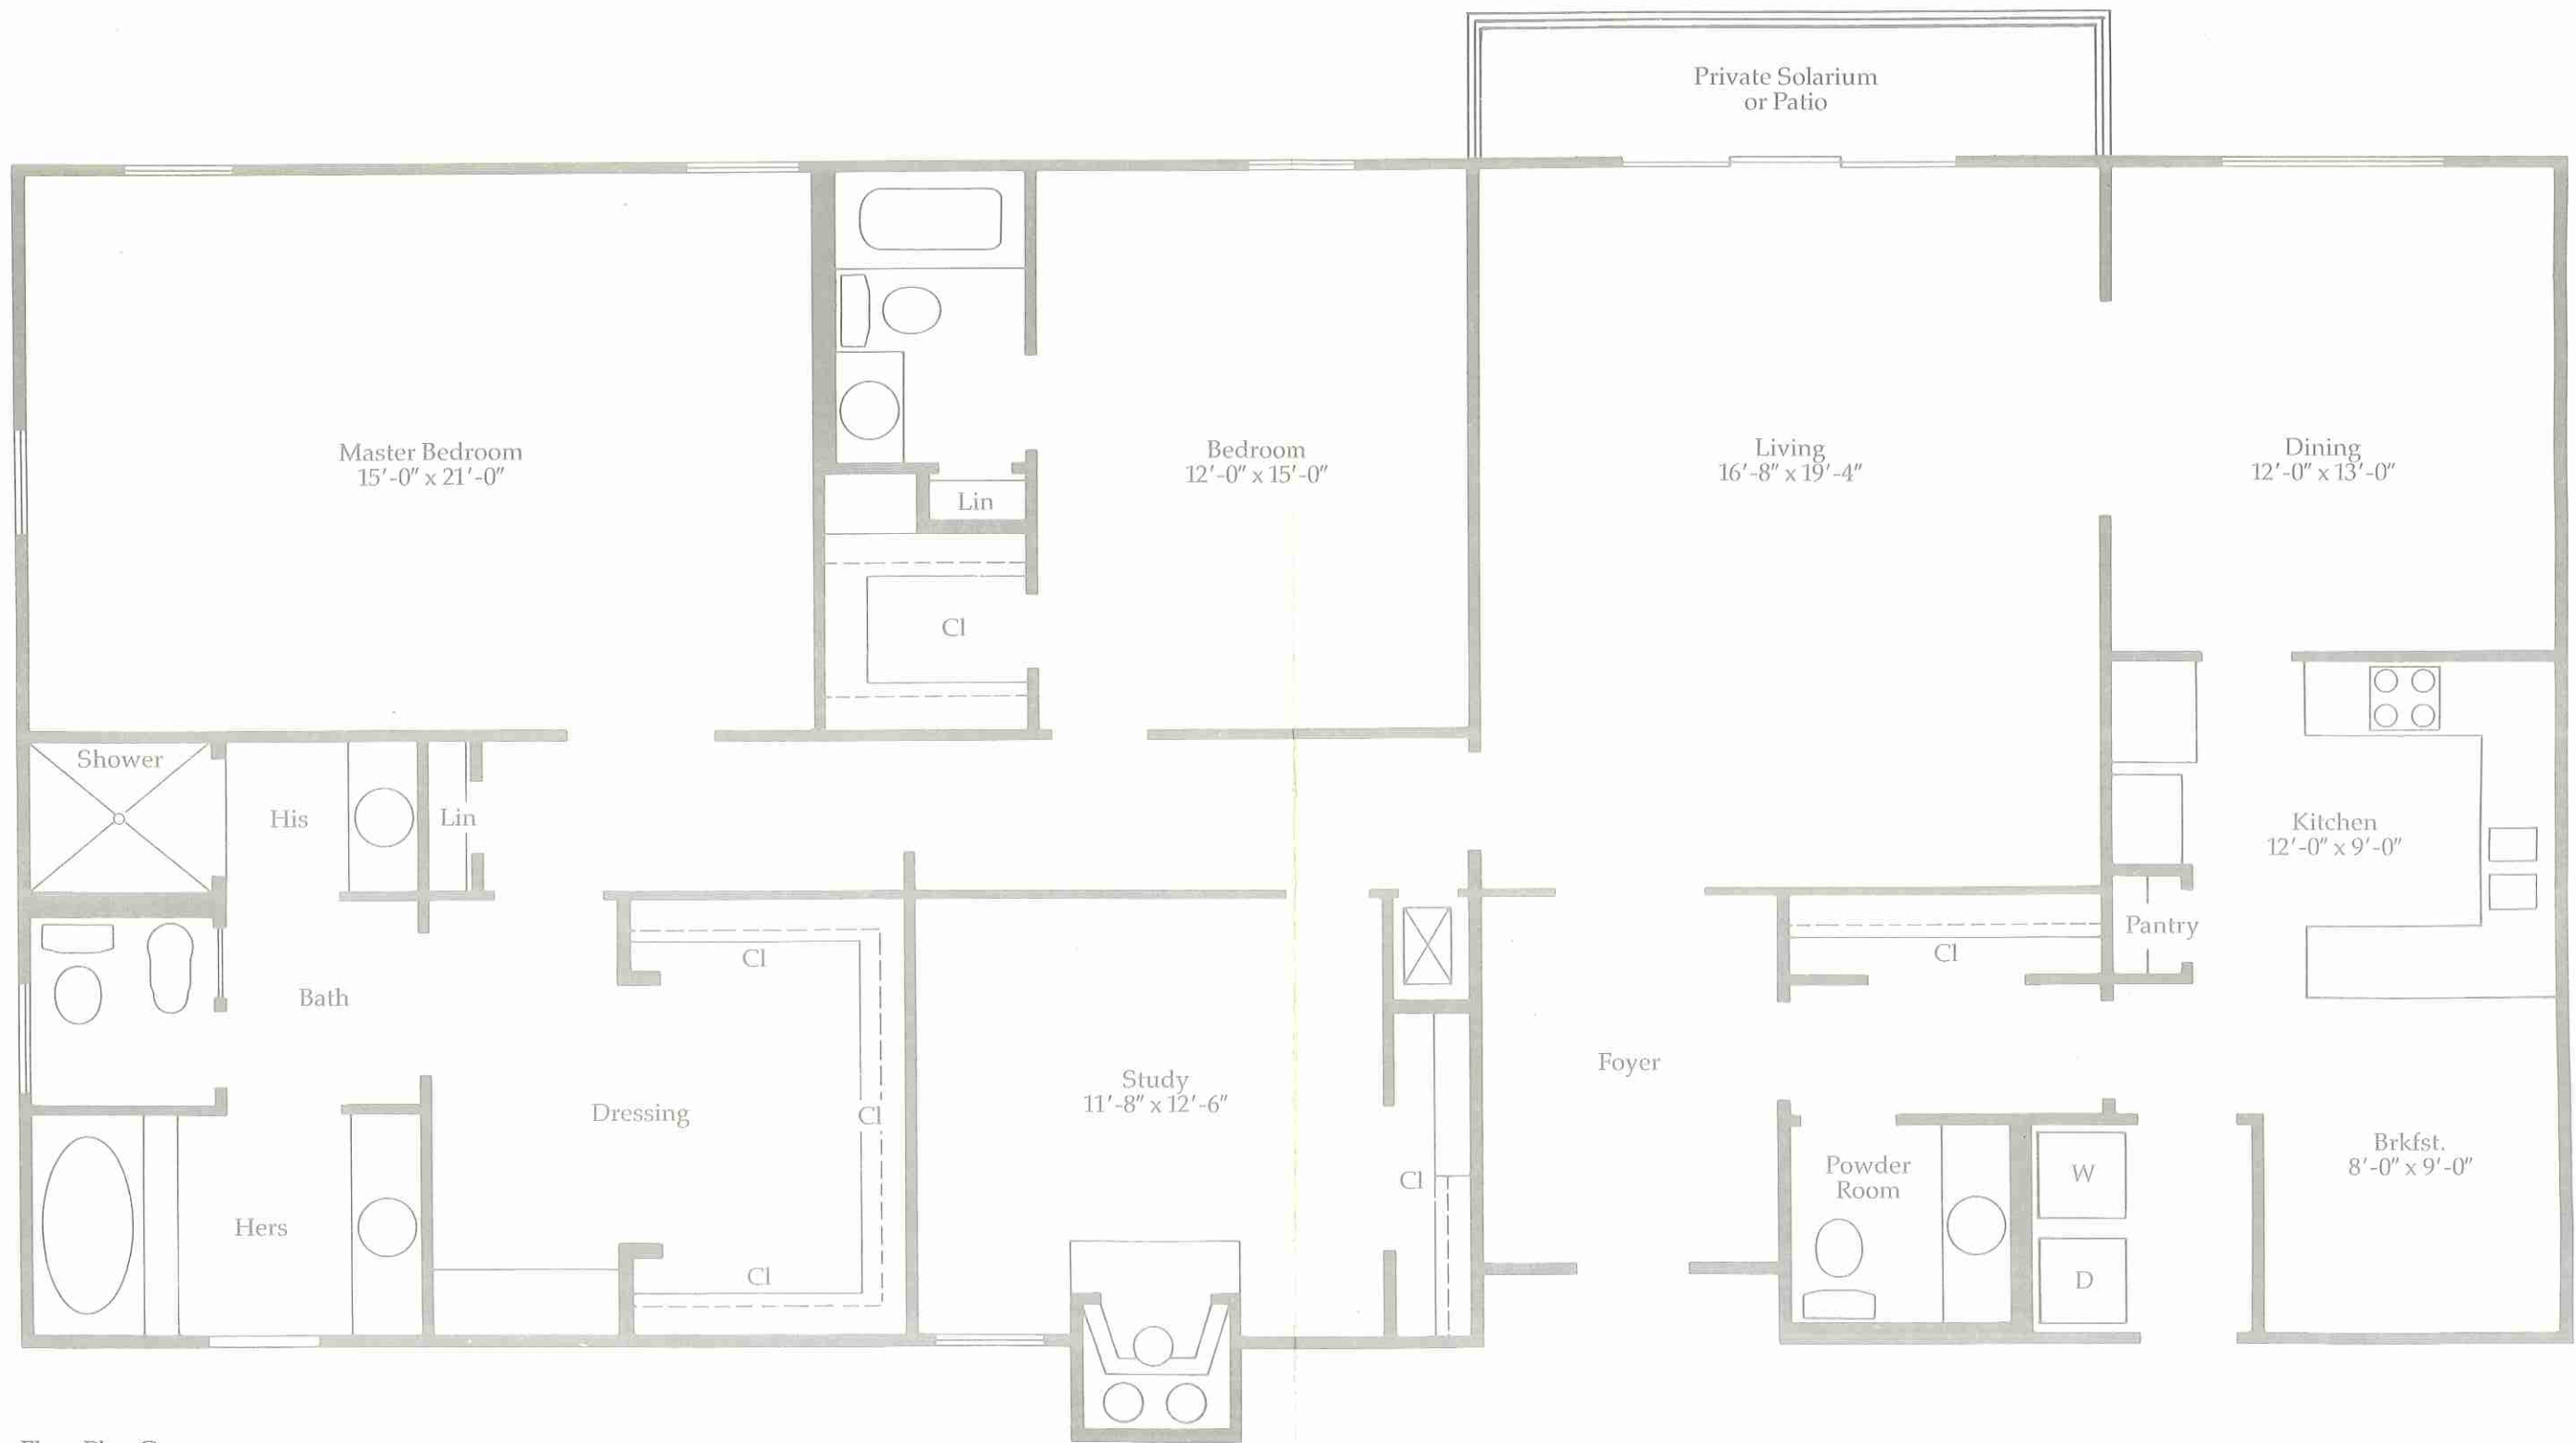 Private Solarium
or Patio
Master Bedroom
15'-0" x 21'-0"
Bedroom
12'-0" x 15'-0"
Living
16'-8" x 19'-4"
Dining
12'-0" x 13'-0"
Lin
Cl
Shower
His
Lin
Kitchen
12'-0" x 9'-0"
Pantry
Cl
Cl
Bath
Foyer
Study
11'-8" x 12'-6"
Dressing
Cl
Brkfst.
8'-0" x 9'-0"
Powder
Room
W
Cl
Hers
Cl
D